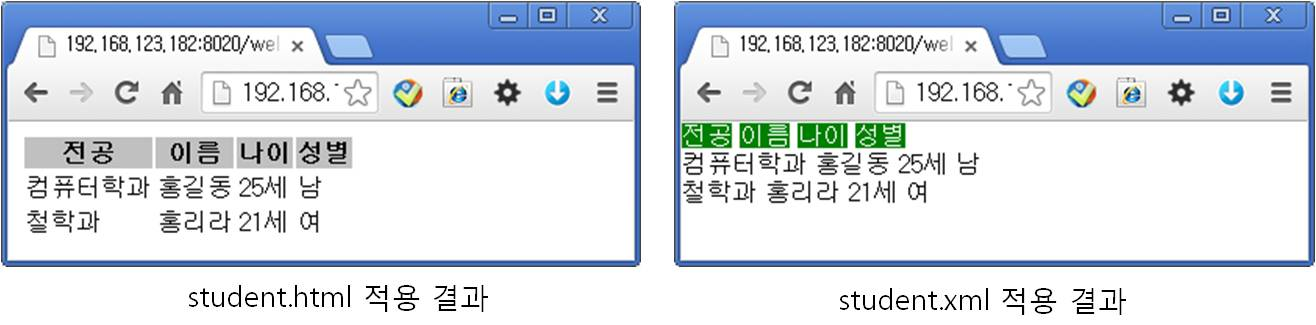 192.168.123.182:8020/wel
192.168.1
전공 이름 나이 성별
컴퓨터학과 홍길동 25세 남
철학과 홍리라 21세 여
student.html 적용 결과
192.168.123.182:8020/wel
192.168.1
전공 이름 나이 성별
컴퓨터학과 홍길동 25세 남
철학과 홍리라 21세 여
student.xml 적용 결과